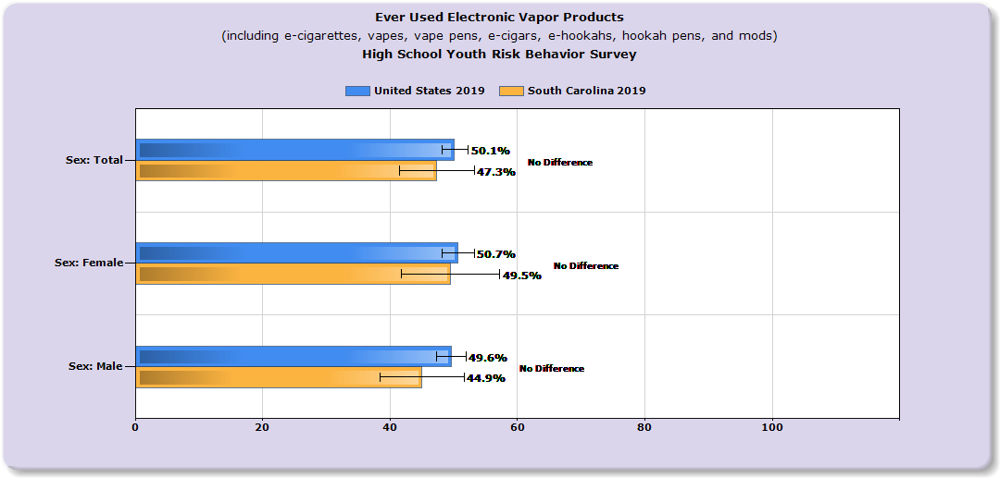 Ever Used Electronic Vapor Products
(including e-cigarettes, vapes, vape pens, e-cigars, e-hookahs, hookah pens, and mods)
High School Youth Risk Behavior Survey
United States 2019 South Carolina 2019
50.1%
Sex: Total No Difference
47.3%
50.7%
Sex: Female No Difference
49.5%
49.6%
Sex: Male No Difference
44.9%
0 20 40 60 80 100